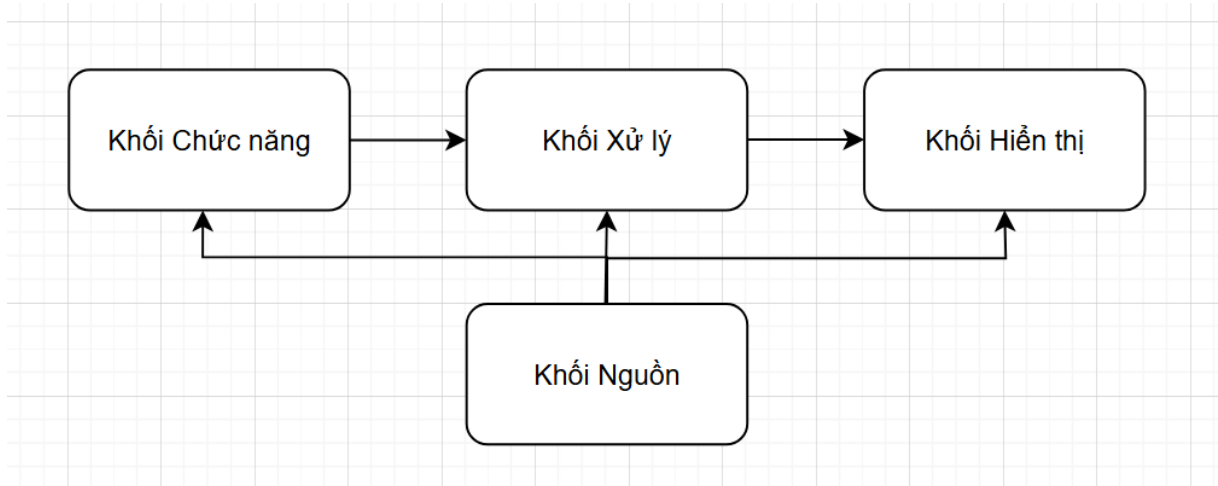 Khối Chức năng
Khối Xử lý
Khối Hiển thị
Khối Nguồn